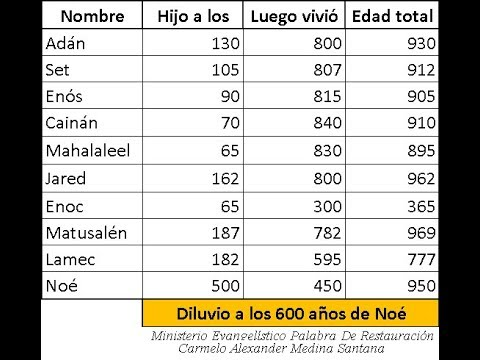 Nombre Hijo a los Luego vivió Edad total
Adán 130 800 930
Set 105 807 912
Enós 90 815 905
Cainán 70 840 910
Mahalaleel 65 830 895
Jared 162 800 962
Enoc 65 300 365
Matusalén 187 782 969
Lamec 182 595 777
Noé 500 450 950
Diluvio a los 600 años de Noé
Ministerio Evangelístico Palabra De Restauración
Carmelo Alexander Medina Santana